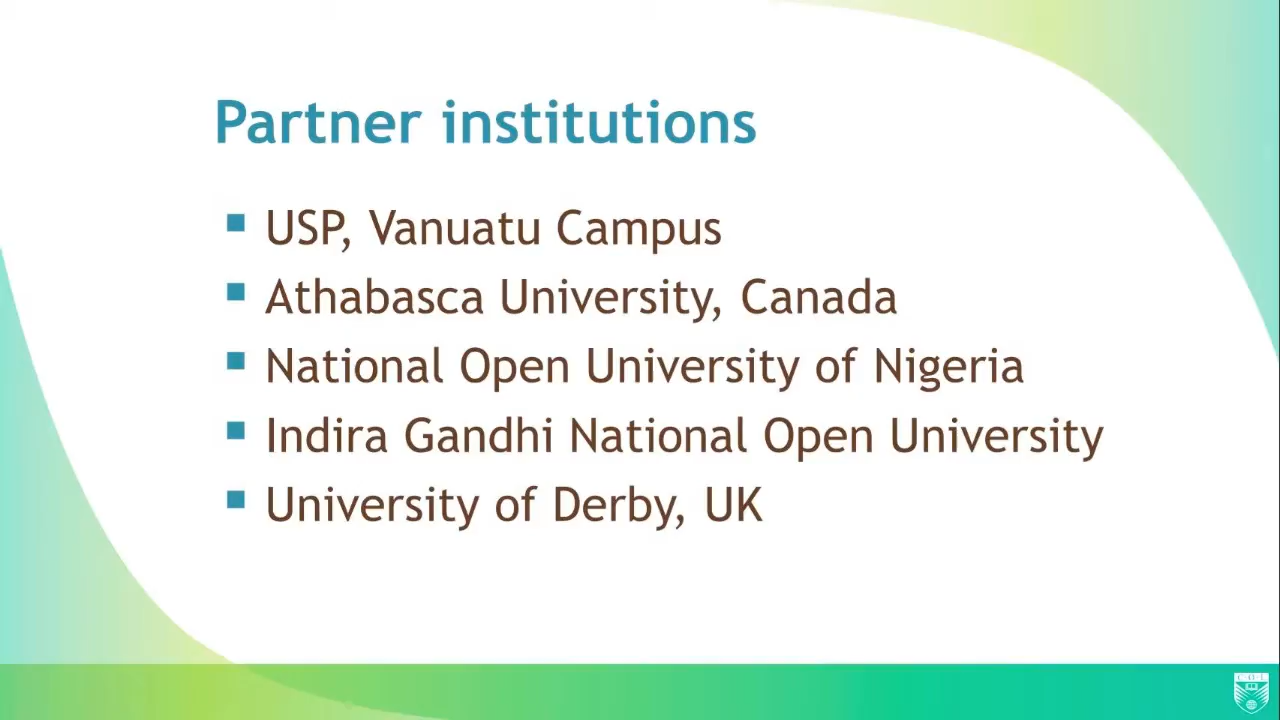 Partner institutions
USP, Vanuatu Campus
Athabasca University, Canada
National Open University of Nigeria
Indira Gandhi National Open University
University of Derby, UK
C O L